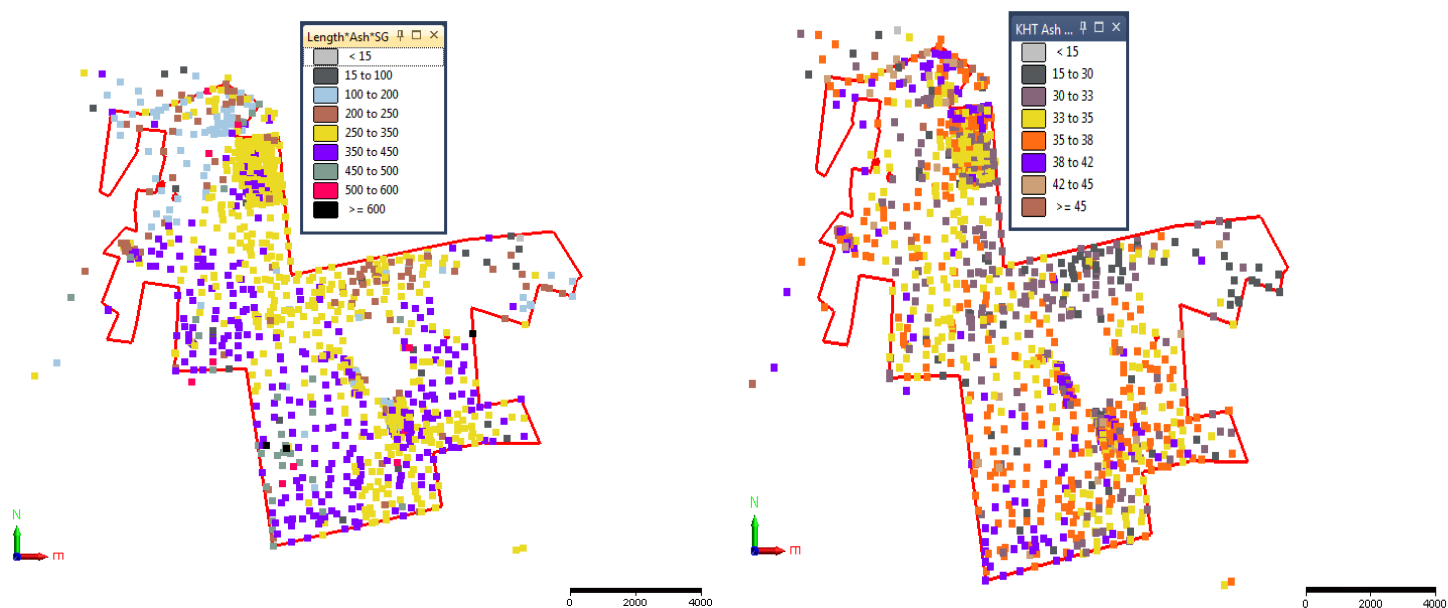 Length*Ash*SG
< 15
15 to 100
100 to 200
200 to 250
250 to 350
350 to 450
450 to 500
500 to 600
>= 600
N
E
0 2000 4000
KHT Ash ...
< 15
15 to 30
30 to 33
33 to 35
35 to 38
38 to 42
42 to 45
>= 45
N
E
0 2000 4000